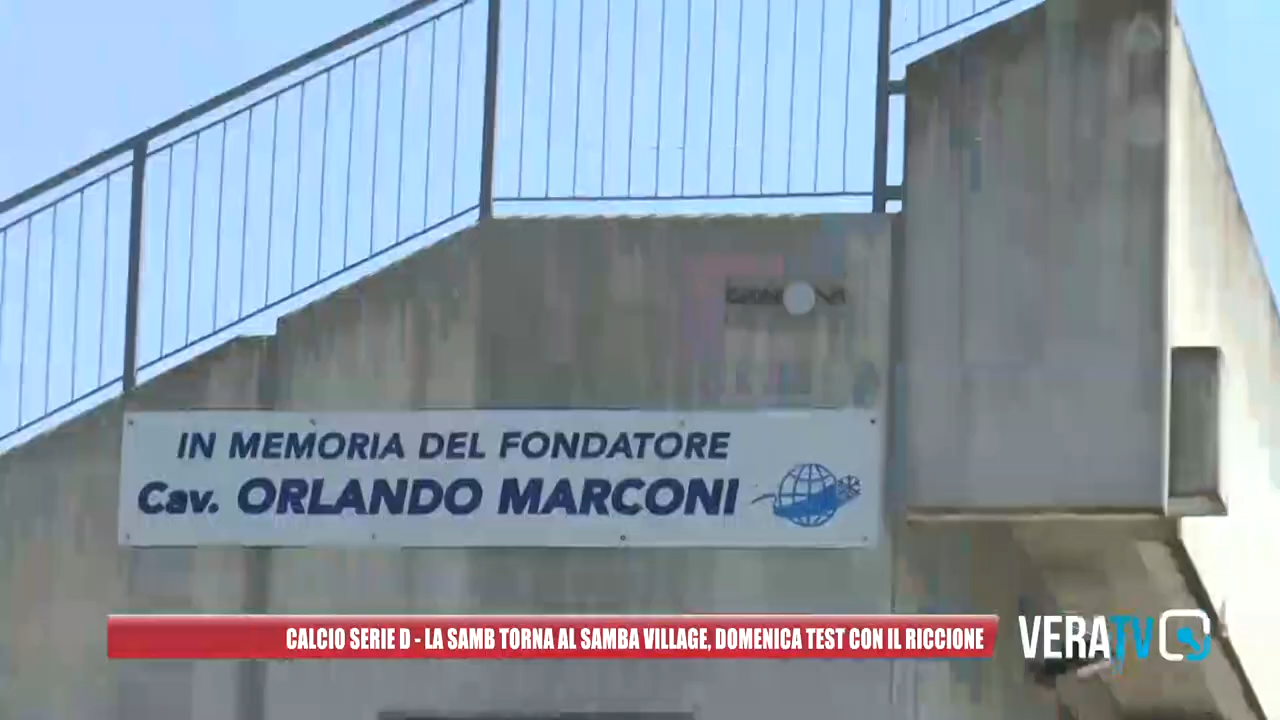 IN MEMORIA DEL FONDATORE
Cav. ORLANDO MARCONI
CALCIO SERIE D - LA SAMB TORNA AL SAMBA VILLAGE, DOMENICA TEST CON IL RICCIONE
VERATV